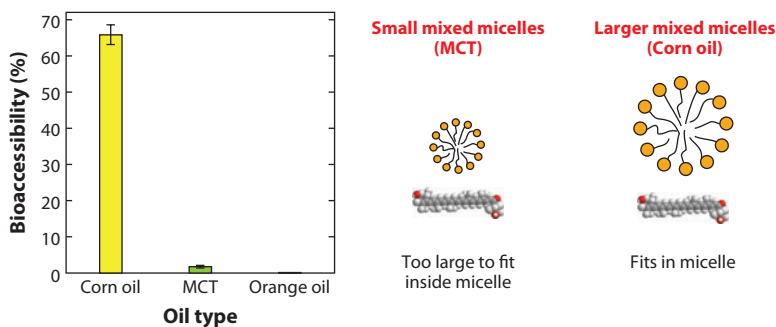 Bioaccessibility (%)
70
60
50
40
30
20
10
0
Corn oil
MCT
Orange oil
Oil type
Small mixed micelles
(MCT)
Too large to fit
inside micelle
Larger mixed micelles
(Corn oil)
Fits in micelle